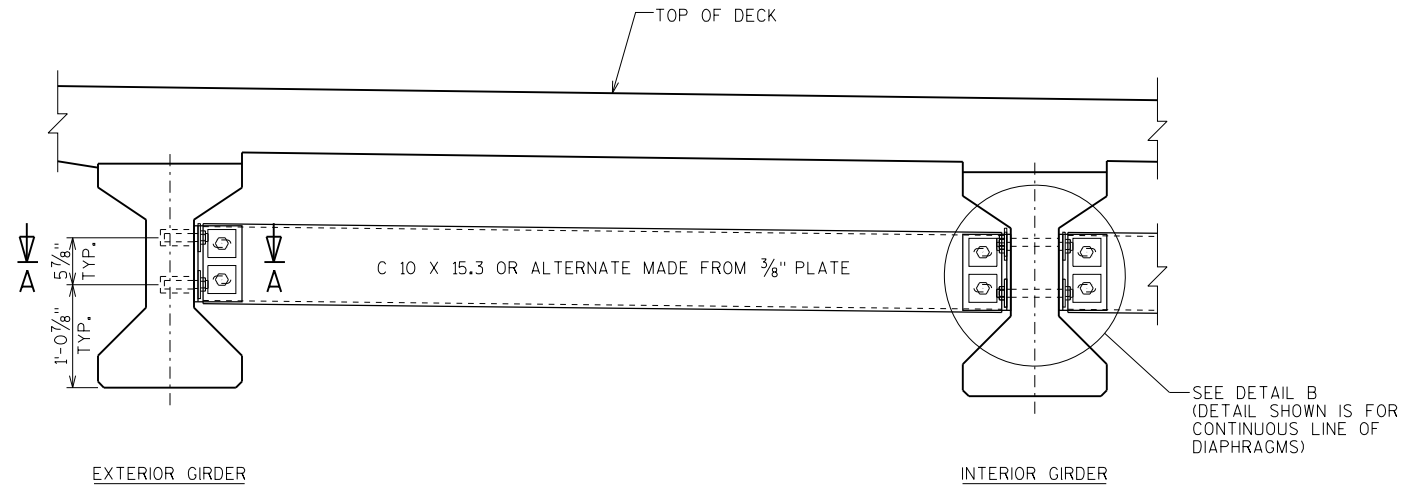 TOP OF DECK
5⅞"
TYP.
1'-0⅞"
TYP.
A
A
C 10 X 15.3 OR ALTERNATE MADE FROM ⅜" PLATE
SEE DETAIL B
(DETAIL SHOWN IS FOR
CONTINUOUS LINE OF
DIAPHRAGMS)
EXTERIOR GIRDER
INTERIOR GIRDER